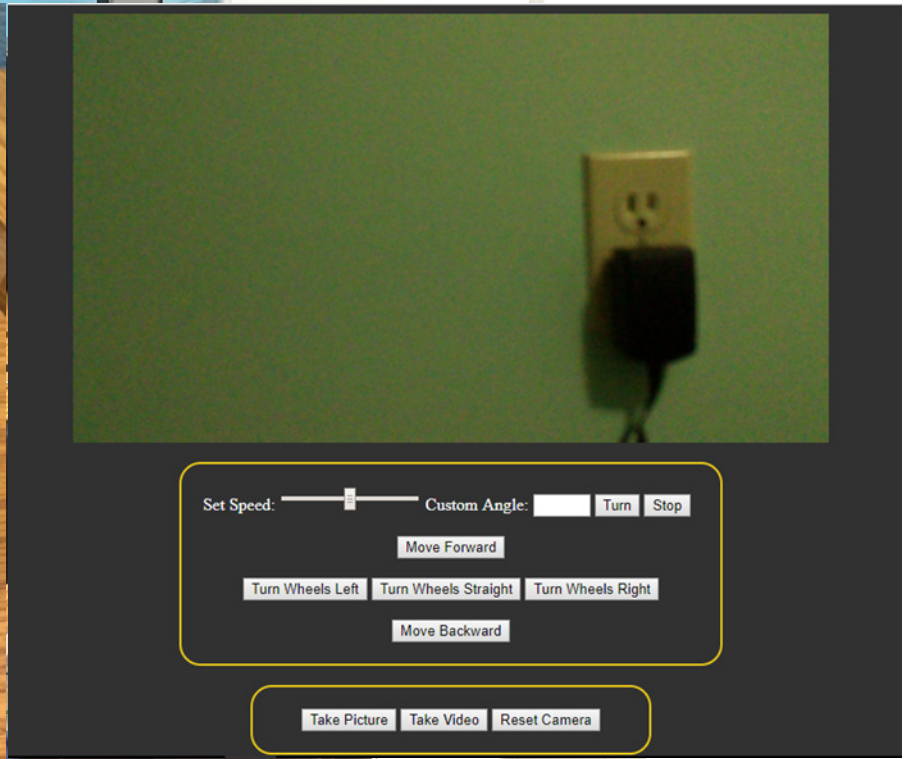 Set Speed: Custom Angle: Turn Stop
Move Forward
Turn Wheels Left Turn Wheels Straight Turn Wheels Right
Move Backward
Take Picture Take Video Reset Camera